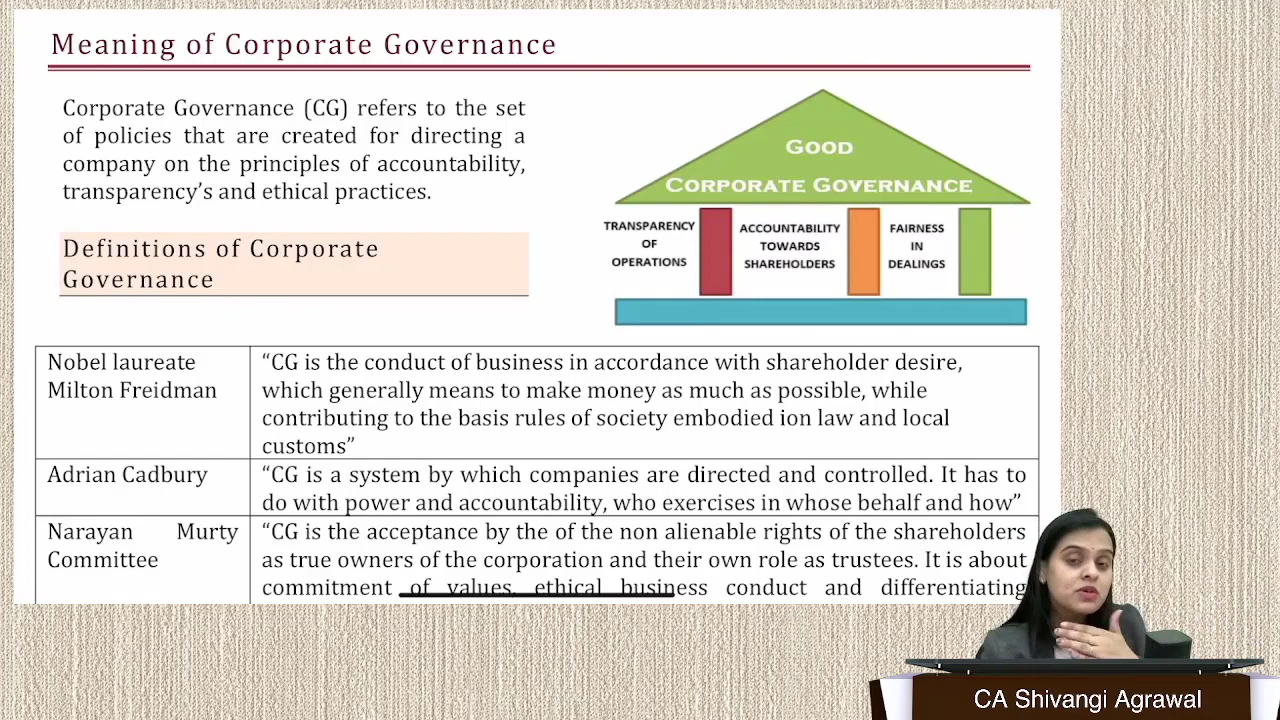 Meaning of Corporate Governance
Corporate Governance (CG) refers to the set
of policies that are created for directing a
company on the principles of accountability,
transparency's and ethical practices.
Definitions of Corporate
Governance
GOOD
CORPORATE GOVERNANCE
TRANSPARENCY
OF
OPERATIONS
ACCOUNTABILITY
TOWARDS
SHAREHOLDERS
FAIRNESS
IN
DEALINGS
Nobel laureate
Milton Freidman
“CG is the conduct of business in accordance with shareholder desire,
which generally means to make money as much as possible, while
contributing to the basis rules of society embodied ion law and local
customs”
Adrian Cadbury
“CG is a system by which companies are directed and controlled. It has to
do with power and accountability, who exercises in whose behalf and how”
Narayan Murty
Committee
“CG is the acceptance by the of the non alienable rights of the shareholders
as true owners of the corporation and their own role as trustees. It is about
commitment of values, ethical business conduct and differentiating
CA Shivangi Agrawal